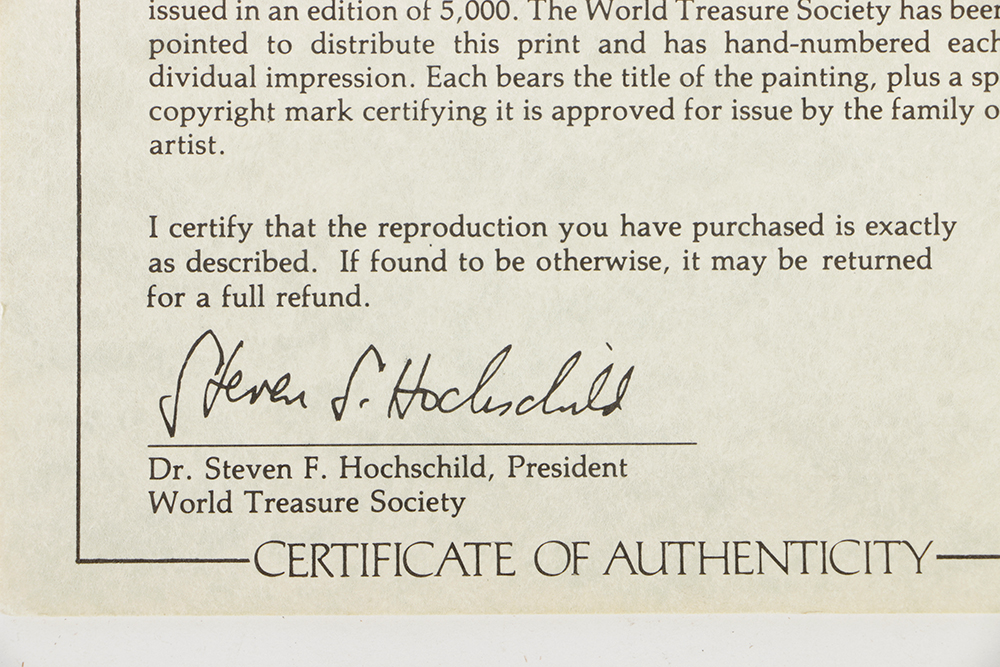 issued in an edition of 5,000. The World Treasure Society has been
pointed to distribute this print and has hand-numbered each
dividual impression. Each bears the title of the painting, plus a sp
copyright mark certifying it is approved for issue by the family o
artist.
I certify that the reproduction you have purchased is exactly
as described. If found to be otherwise, it may be returned
for a full refund.
Steven S. Hochschild
Dr. Steven F. Hochschild, President
World Treasure Society
CERTIFICATE OF AUTHENTICITY